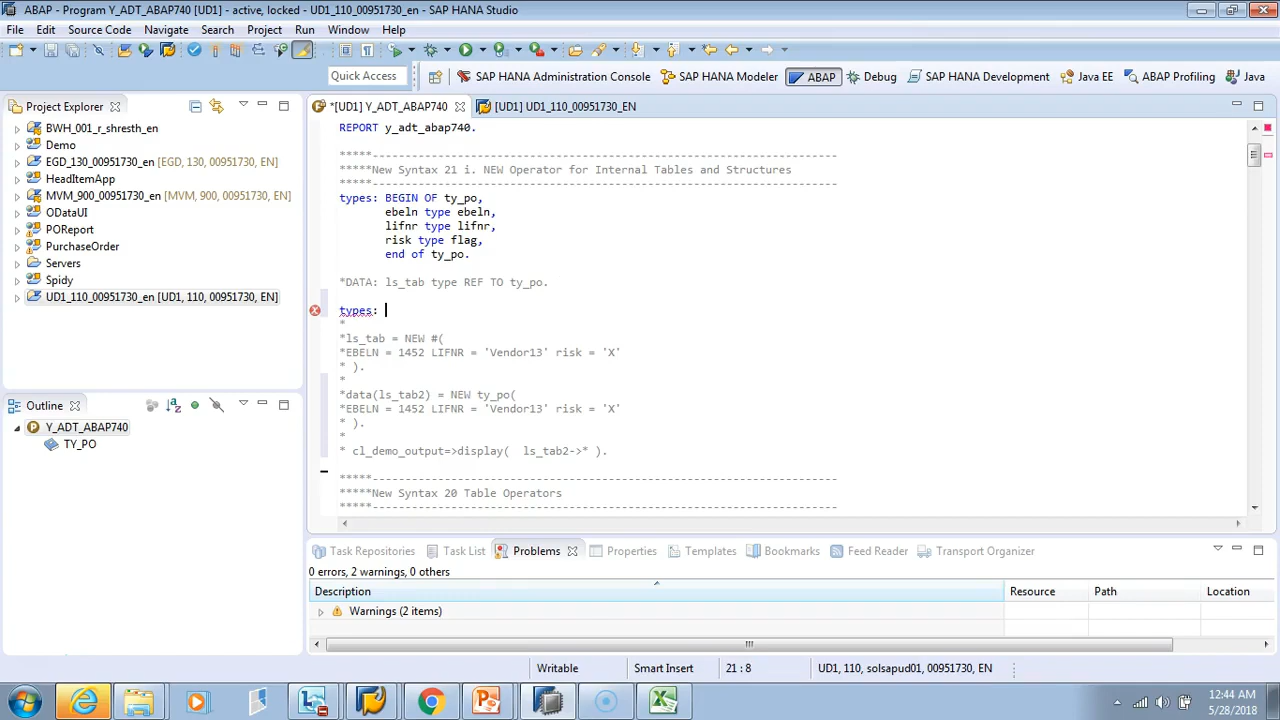 ABAP - Program Y_ADT_ABAP740 [UD1] - active, locked - UD1_110_00951730_en - SAP HANA Studio
File Edit Source Code Navigate Search Project Run Window Help
Quick Access SAP HANA Administration Console SAP HANA Modeler ABAP Debug SAP HANA Development Java EE ABAP Profiling Java
Project Explorer
BWH_001_r_shresth_en
Demo
EGD_130_00951730_en [EGD, 130, 00951730, EN]
HeadItemApp
MVM_900_00951730_en [MVM, 900, 00951730, EN]
ODataUI
POReport
PurchaseOrder
Servers
Spidy
UD1_110_00951730_en [UD1, 110, 00951730, EN]
Outline
Y_ADT_ABAP740
TY_PO
*[UD1] Y_ADT_ABAP740 [UD1] UD1_110_00951730_EN
REPORT y_adt_abap740.
*****-----------------------------------------------------------------------
*****New Syntax 21 i. NEW Operator for Internal Tables and Structures
*****-----------------------------------------------------------------------
types: BEGIN OF ty_po,
ebeln type ebeln,
lifnr type lifnr,
risk type flag,
end of ty_po.
*DATA: ls_tab type REF TO ty_po.
types:
*
*ls_tab = NEW #(
*EBELN = 1452 LIFNR = 'Vendor13' risk = 'X'
* ).
*
*data(ls_tab2) = NEW ty_po(
*EBELN = 1452 LIFNR = 'Vendor13' risk = 'X'
* ).
*
* cl_demo_output=>display(  ls_tab2->* ).
*****-----------------------------------------------------------------------
*****New Syntax 20 Table Operators
*****-----------------------------------------------------------------------
Task Repositories Task List Problems Properties Templates Bookmarks Feed Reader Transport Organizer
0 errors, 2 warnings, 0 others
Description Resource Path Location
Warnings (2 items)
Writable Smart Insert 21 : 8 UD1, 110, solsapud01, 00951730, EN
12:44 AM
5/28/2018